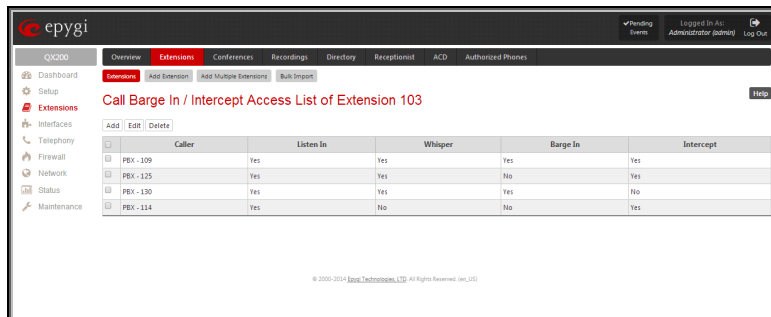 epygi
✔Pending Events
Logged In As: Administrator (admin)
Log Out
QX200
Overview Extensions Conferences Recordings Directory Receptionist ACD Authorized Phones
Dashboard
Setup
Extensions
Interfaces
Telephony
Firewall
Network
Status
Maintenance
Extensions Add Extension Add Multiple Extensions Bulk Import
Help
Call Barge In / Intercept Access List of Extension 103
Add Edit Delete
Caller Listen In Whisper Barge In Intercept
PBX - 109 Yes Yes Yes Yes
PBX - 125 Yes Yes No Yes
PBX - 130 Yes Yes Yes No
PBX - 114 Yes No No Yes
© 2000-2014 Epygi Technologies, LTD. All Rights Reserved. (en_US)